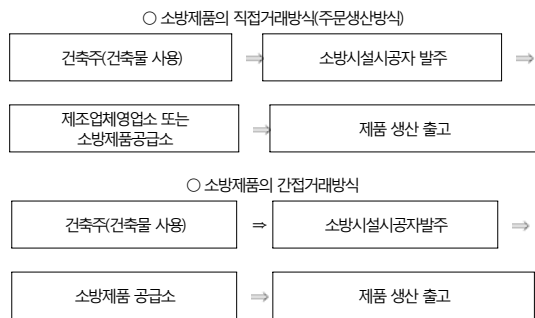 ○ 소방제품의 직접거래방식(주문생산방식)
건축주(건축물 사용) ⇒ 소방시설시공자 발주 ⇒
제조업체영업소 또는
소방제품공급소 ⇒ 제품 생산 출고
○ 소방제품의 간접거래방식
건축주(건축물 사용) ⇒ 소방시설시공자발주 ⇒
소방제품 공급소 ⇒ 제품 생산 출고